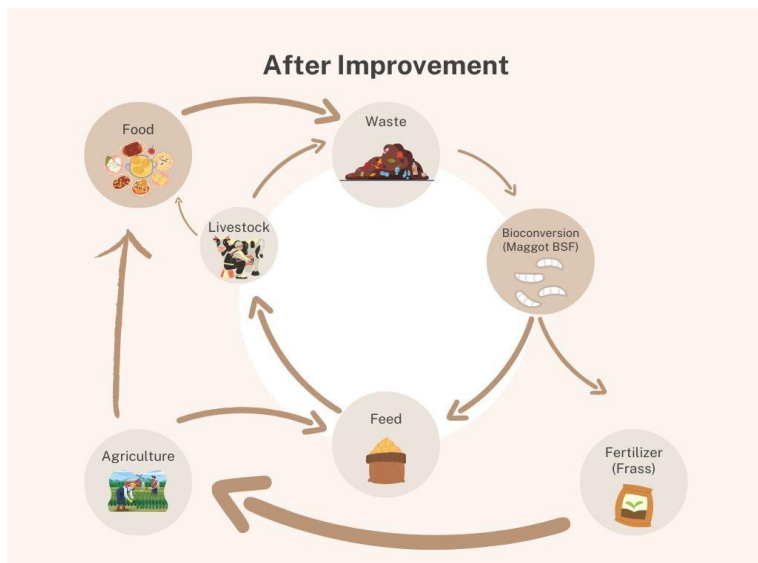 After Improvement
Food
Waste
Livestock
Bioconversion
(Maggot BSF)
Feed
Agriculture
Fertilizer
(Frass)